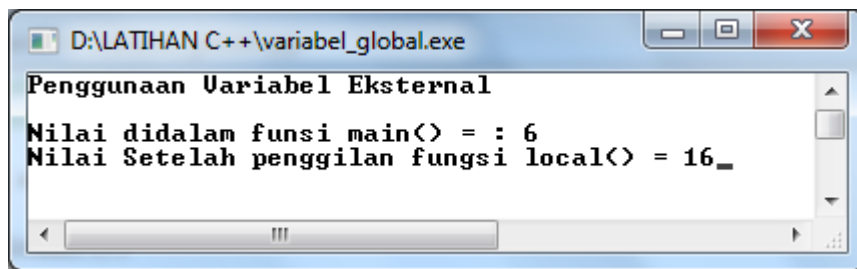 D:\LATIHAN C++\variabel_global.exe
Penggunaan Variabel Eksternal
Nilai didalam funsi main() = : 6
Nilai Setelah penggilan fungsi local() = 16_